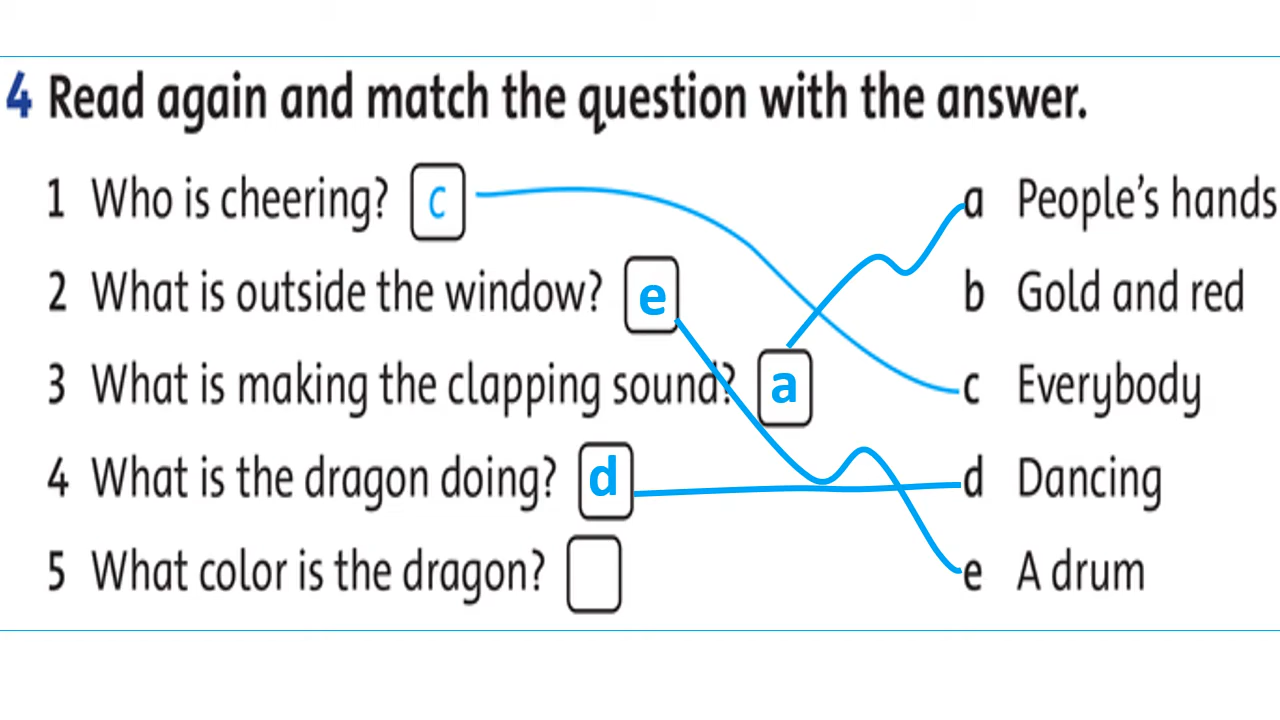 4 Read again and match the question with the answer.
1 Who is cheering? c a People's hands
2 What is outside the window? e b Gold and red
3 What is making the clapping sound? a c Everybody
4 What is the dragon doing? d d Dancing
5 What color is the dragon? e A drum